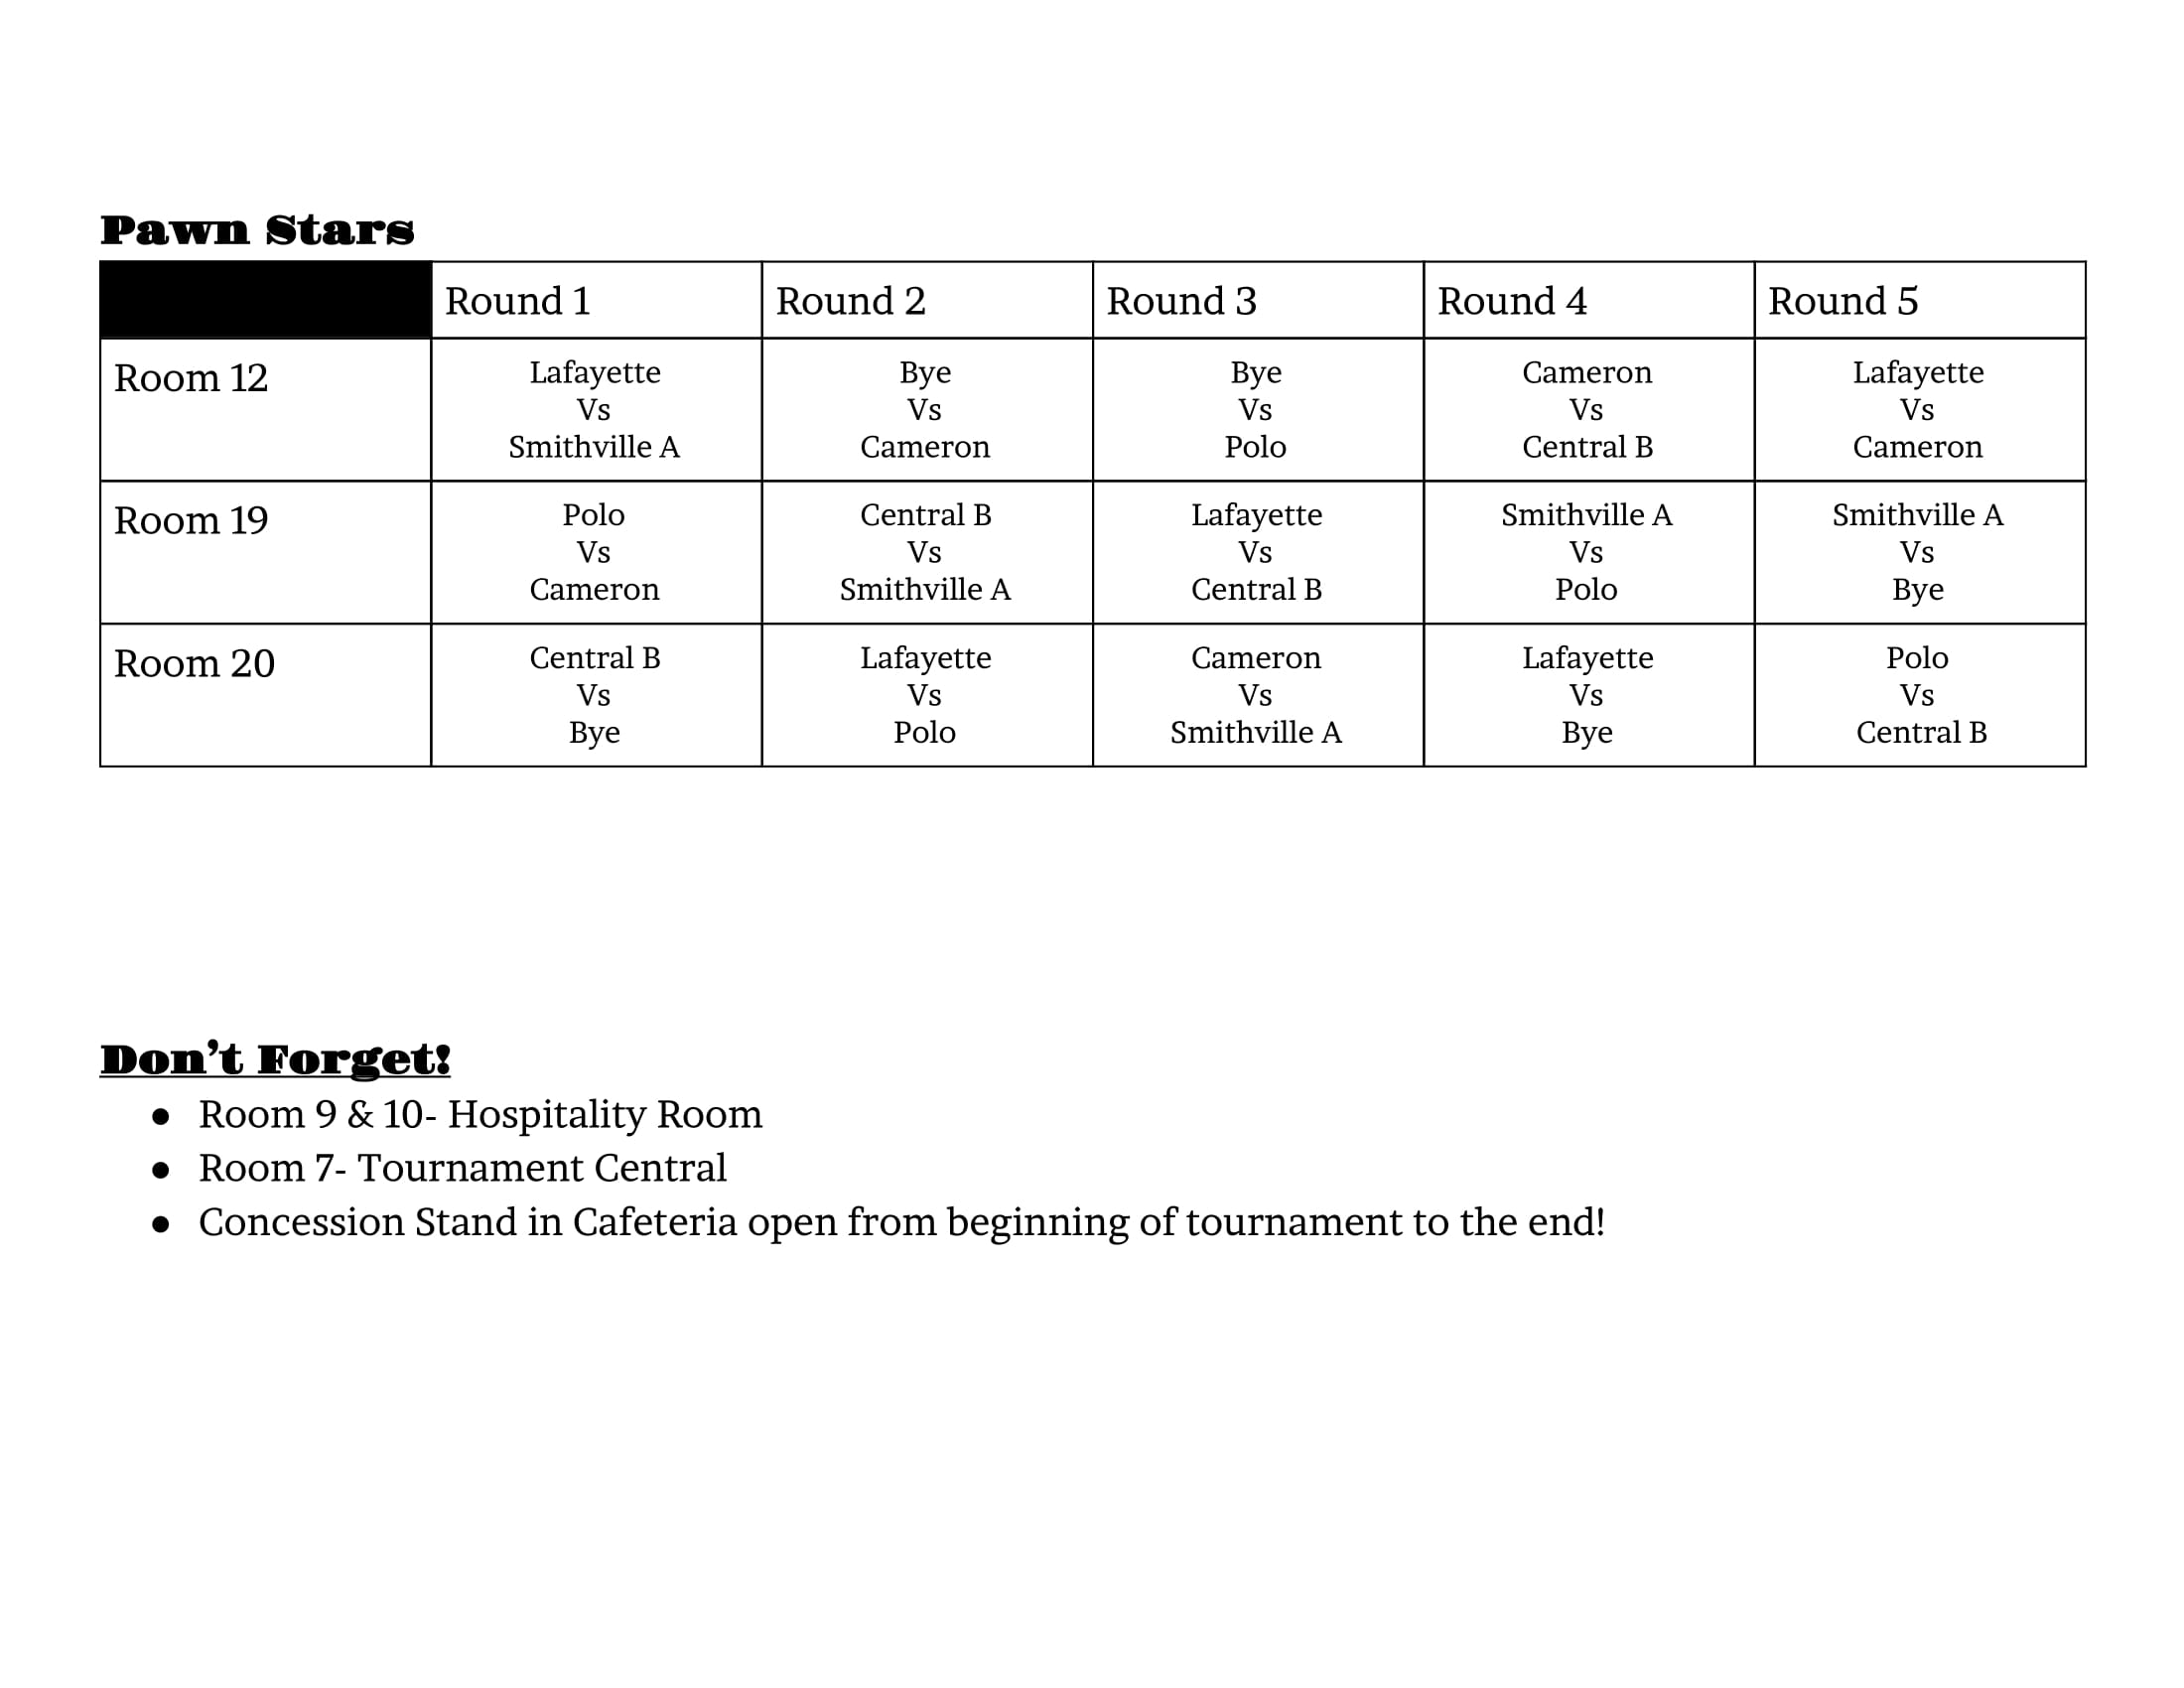 Pawn Stars
Round 1 Round 2 Round 3 Round 4 Round 5
Room 12
Lafayette
Vs
Smithville A
Bye
Vs
Cameron
Bye
Vs
Polo
Cameron
Vs
Central B
Lafayette
Vs
Cameron
Room 19
Polo
Vs
Cameron
Central B
Vs
Smithville A
Lafayette
Vs
Central B
Smithville A
Vs
Polo
Smithville A
Vs
Bye
Room 20
Central B
Vs
Bye
Lafayette
Vs
Polo
Cameron
Vs
Smithville A
Lafayette
Vs
Bye
Polo
Vs
Central B
Don’t Forget!
● Room 9 & 10- Hospitality Room
● Room 7- Tournament Central
● Concession Stand in Cafeteria open from beginning of tournament to the end!